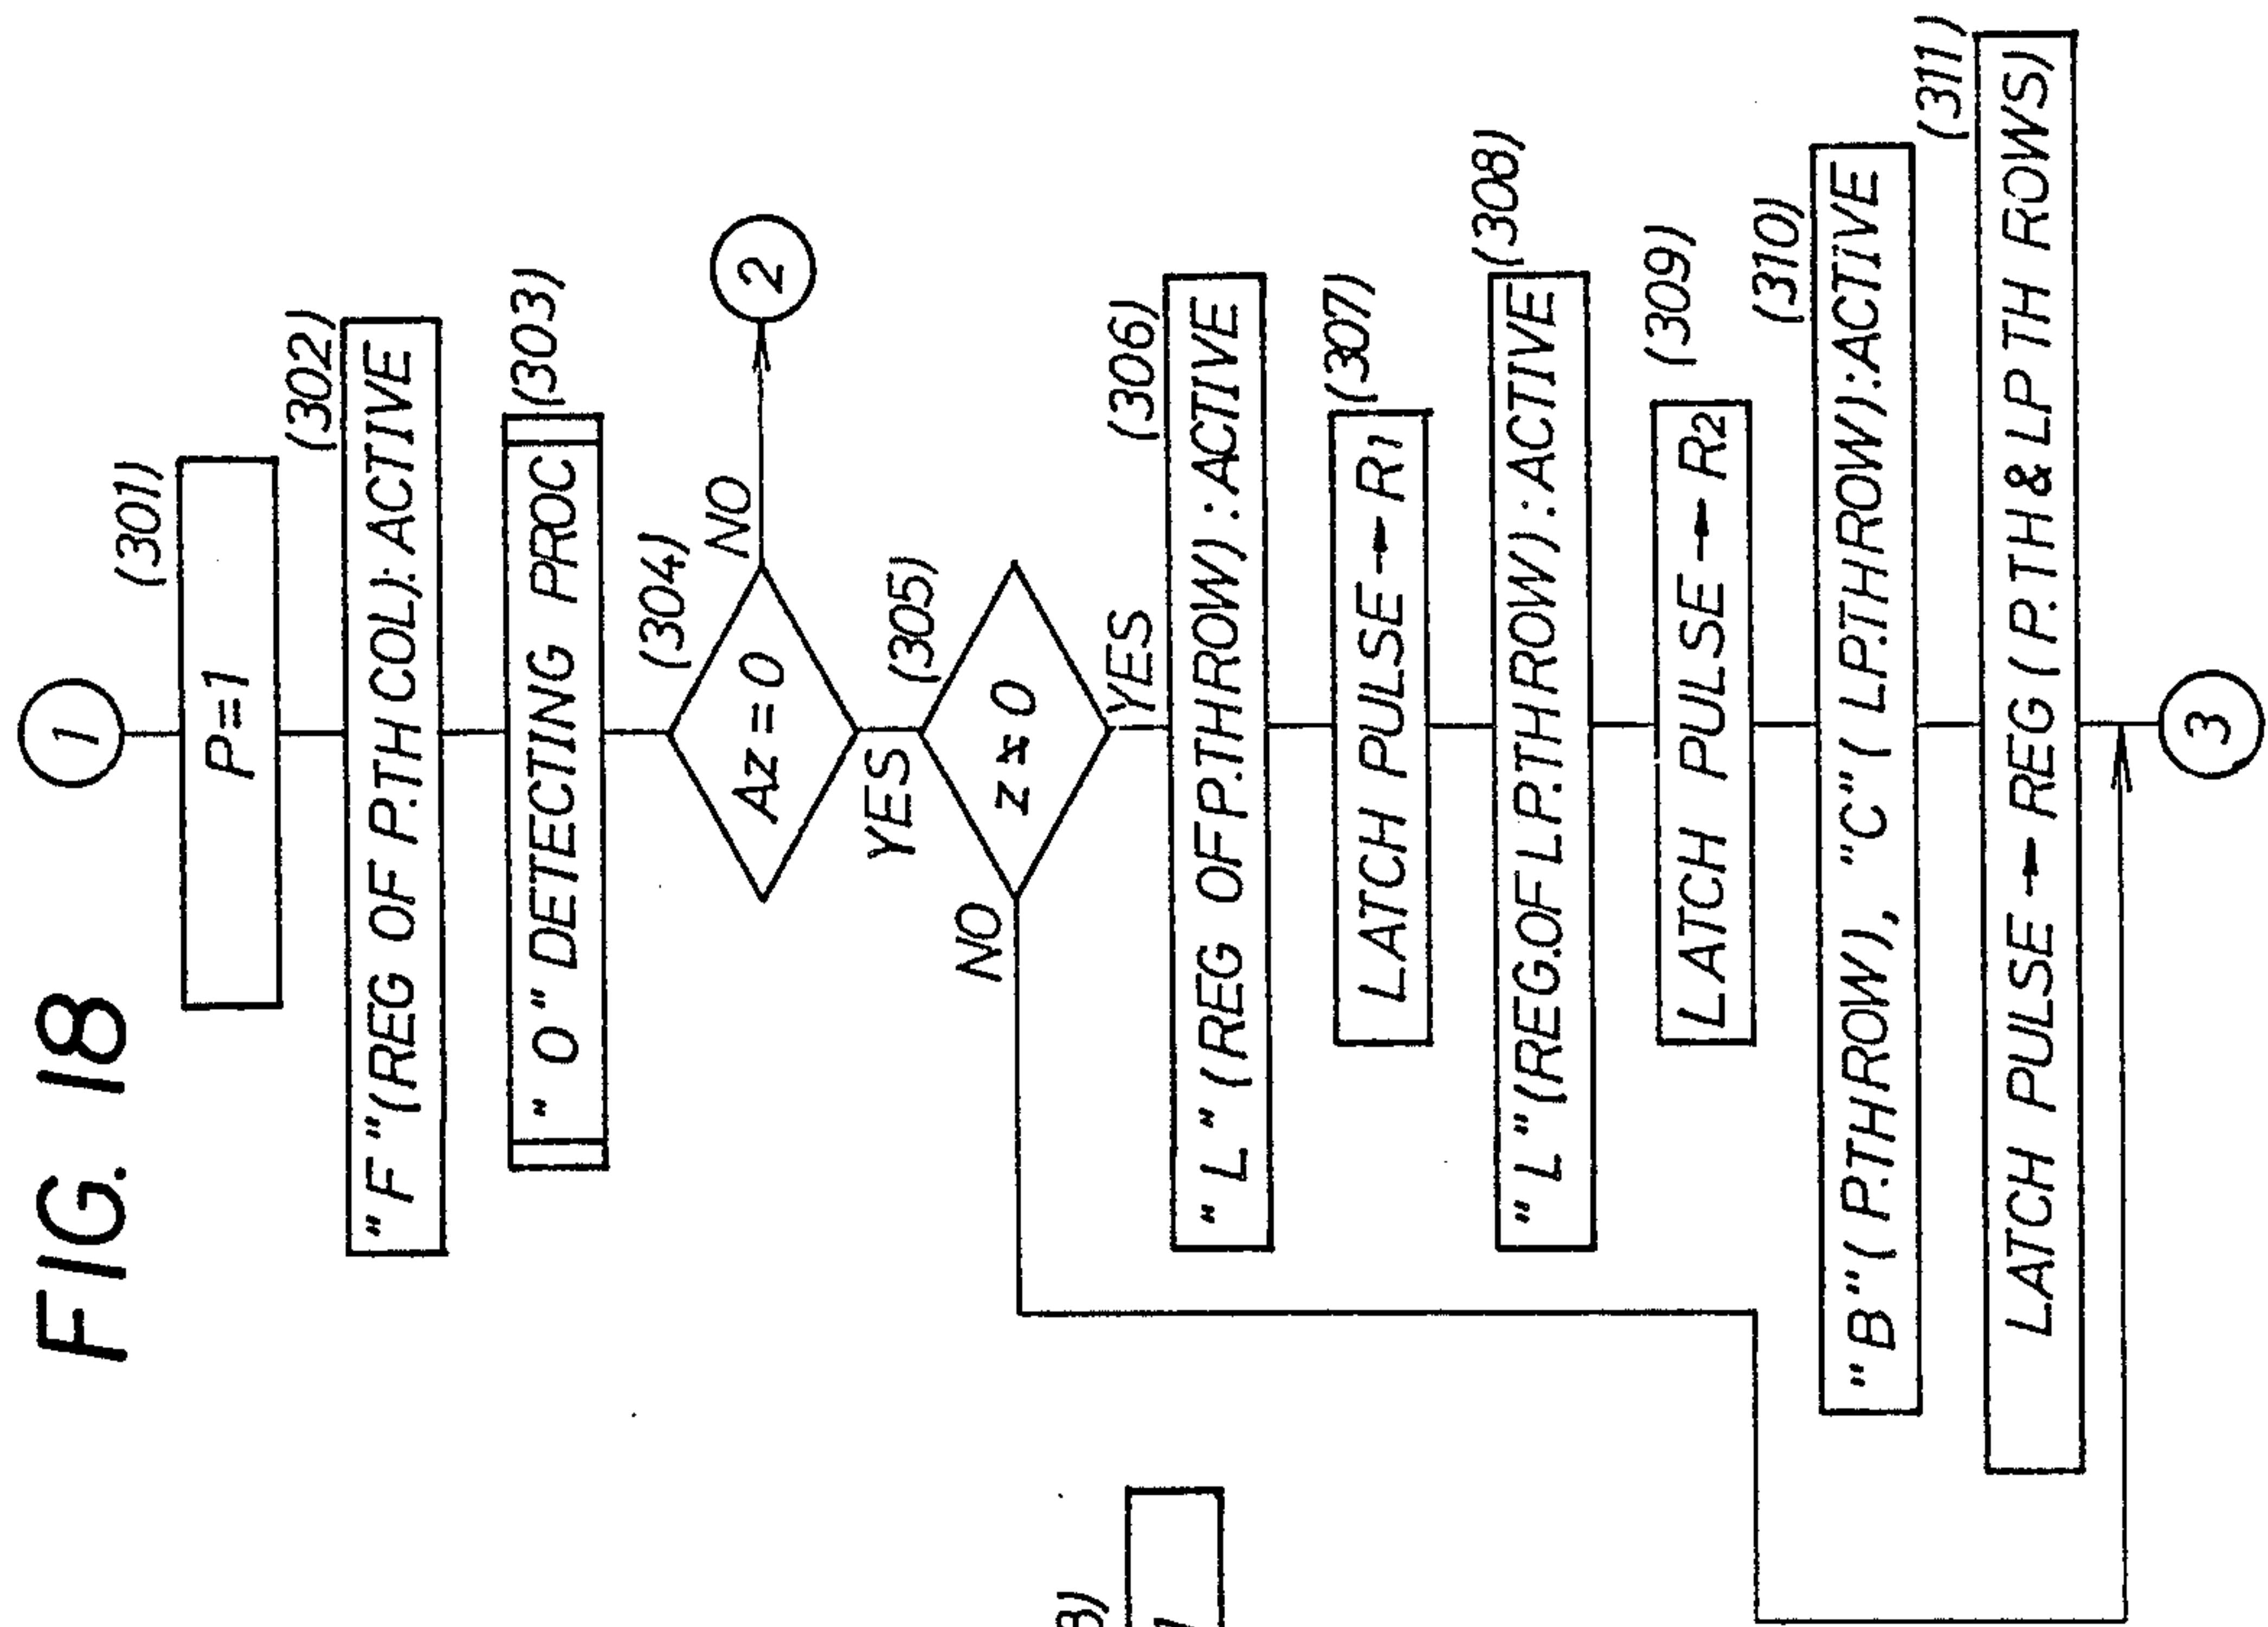 FIG. 18
1
(301)
P=1
(302)
"F"(REG OF P.TH COL): ACTIVE
(303)
"0" DETECTING PROC
(304)
Az = 0
NO
2
YES
(305)
NO
YES
(306)
"L"(REG OF P.TH ROW) : ACTIVE
(307)
LATCH PULSE → R1
(308)
"L"(REG. OF LP.TH ROW) : ACTIVE
(309)
LATCH PULSE → R2
(310)
"B"(P.TH ROW), "C"(LP.TH ROW) : ACTIVE
(311)
LATCH PULSE → REG (P.TH & LP TH ROWS)
3